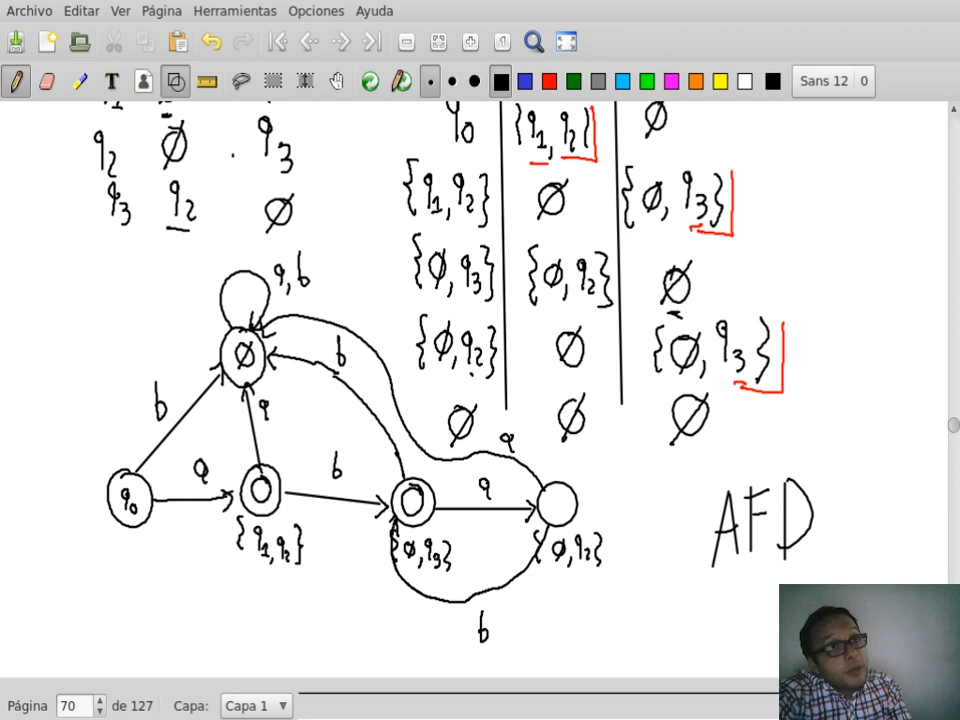 Archivo Editar Ver Página Herramientas Opciones Ayuda
T Sans 12 0
q0 {q1, q2} ∅
q2 ∅ q3
{q1, q2} ∅ {∅, q3}
q3 q2 ∅
{∅, q3} {∅, q2} ∅
a, b
{∅, q2} ∅ {∅, q3}
∅ b
∅ ∅ ∅
b a a
a b a
q0
AFD
{q1, q2} {∅, q3} {∅, q2}
b
Página 70 de 127 Capa: Capa 1